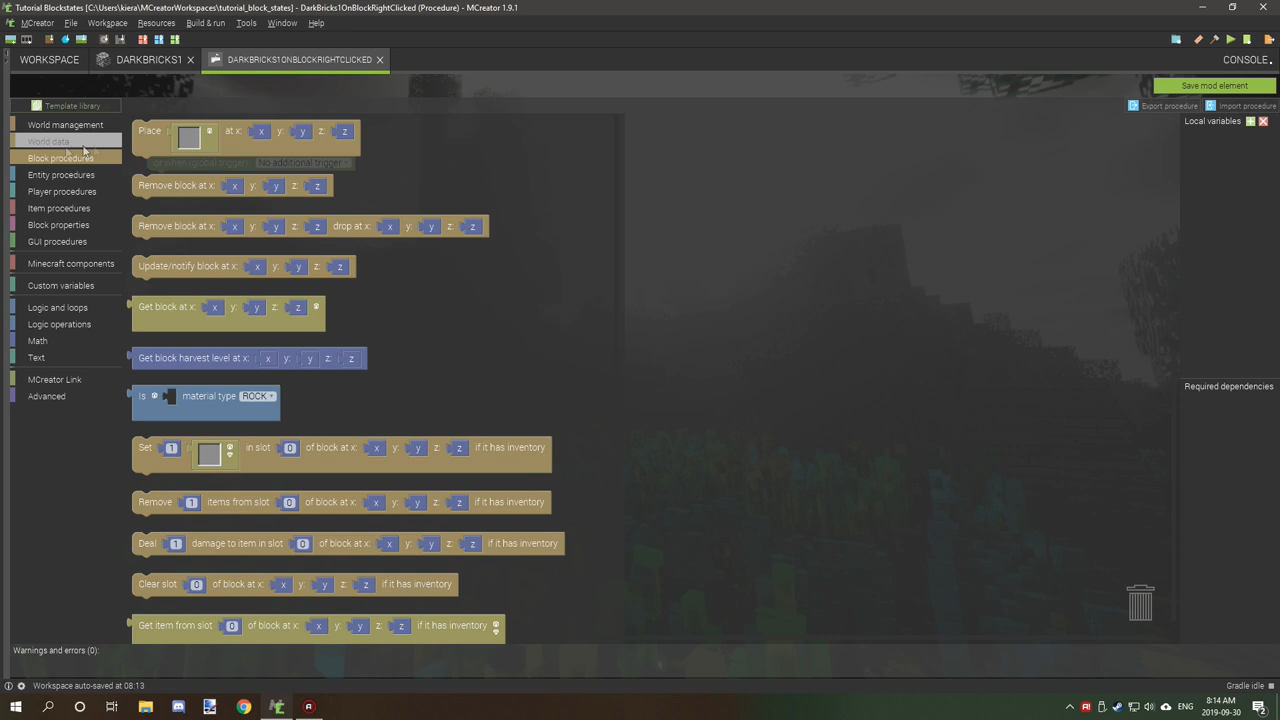 Tutorial Blockstates [C:\Users\kiera\MCreatorWorkspaces\tutorial_block_states] - DarkBricks1OnBlockRightClicked (Procedure) - MCreator 1.9.1
MCreator File Workspace Resources Build & run Tools Window Help
WORKSPACE DARKBRICKS1 × DARKBRICKS1ONBLOCKRIGHTCLICKED × CONSOLE
Save mod element
Template library Export procedure Import procedure
World management
World data
Block procedures
Entity procedures
Player procedures
Item procedures
Block properties
GUI procedures
Minecraft components
Custom variables
Logic and loops
Logic operations
Math
Text
MCreator Link
Advanced
Place at x: x y: y z: z
or when (global trigger): No additional trigger
Remove block at x: x y: y z: z
Remove block at x: x y: y z: z drop at x: x y: y z: z
Update/notify block at x: x y: y z: z
Get block at x: x y: y z: z
Get block harvest level at x: x y: y z: z
Is material type ROCK
Set 1 in slot 0 of block at x: x y: y z: z if it has inventory
Remove 1 items from slot 0 of block at x: x y: y z: z if it has inventory
Deal 1 damage to item in slot 0 of block at x: x y: y z: z if it has inventory
Clear slot 0 of block at x: x y: y z: z if it has inventory
Get item from slot 0 of block at x: x y: y z: z if it has inventory
Local variables
Required dependencies
Warnings and errors (0):
Workspace auto-saved at 08:13 Gradle idle
ENG 8:14 AM
2019-09-30
2